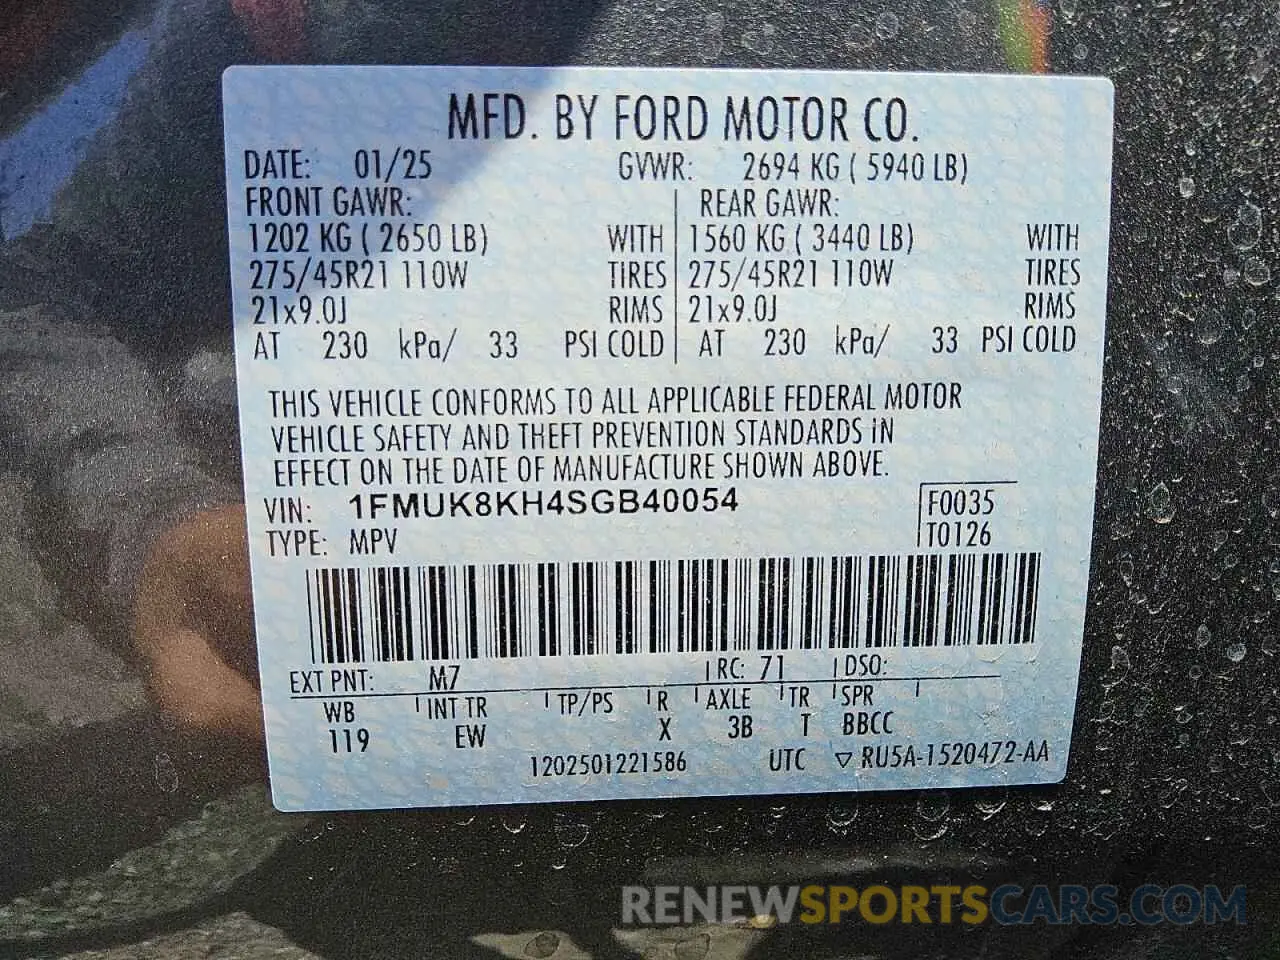 MFD. BY FORD MOTOR CO.
DATE: 01/25 GVWR: 2694 KG ( 5940 LB)
FRONT GAWR: REAR GAWR:
1202 KG ( 2650 LB) WITH 1560 KG ( 3440 LB) WITH
275/45R21 110W TIRES 275/45R21 110W TIRES
21x9.0J RIMS 21x9.0J RIMS
AT 230 kPa/ 33 PSI COLD AT 230 kPa/ 33 PSI COLD
THIS VEHICLE CONFORMS TO ALL APPLICABLE FEDERAL MOTOR
VEHICLE SAFETY AND THEFT PREVENTION STANDARDS IN
EFFECT ON THE DATE OF MANUFACTURE SHOWN ABOVE.
VIN: 1FMUK8KH4SGB40054 F0035
TYPE: MPV T0126
EXT PNT: M7 RC: 71 DSO:
WB INT TR TP/PS R AXLE TR SPR
119 EW X 3B T BBCC
1202501221586 UTC ▽ RU5A-1520472-AA
RENEWSPORTSCARS.COM